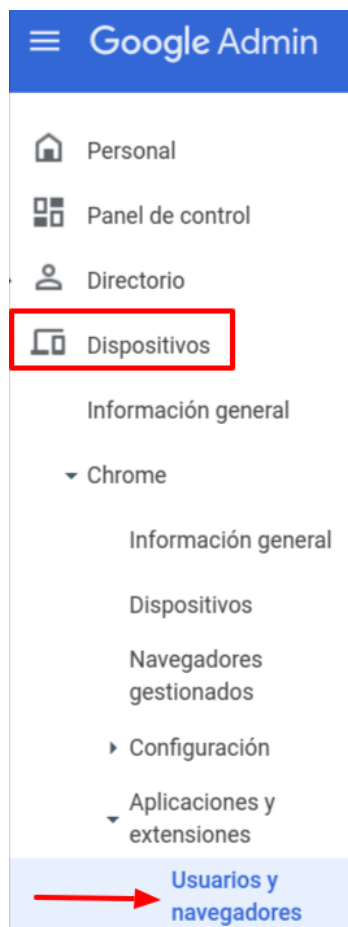 Google Admin
Personal
Panel de control
Directorio
Dispositivos
Información general
Chrome
Información general
Dispositivos
Navegadores
gestionados
Configuración
Aplicaciones y
extensiones
Usuarios y
navegadores